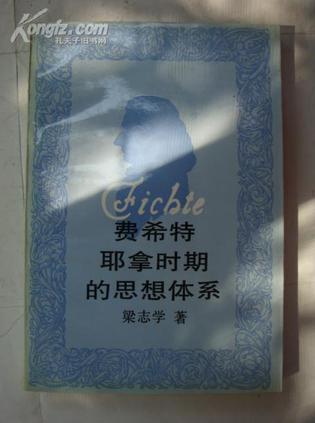 Kongfz.com
孔夫子旧书网
Fichte
费希特
耶拿时期
的思想体系
梁志学 著